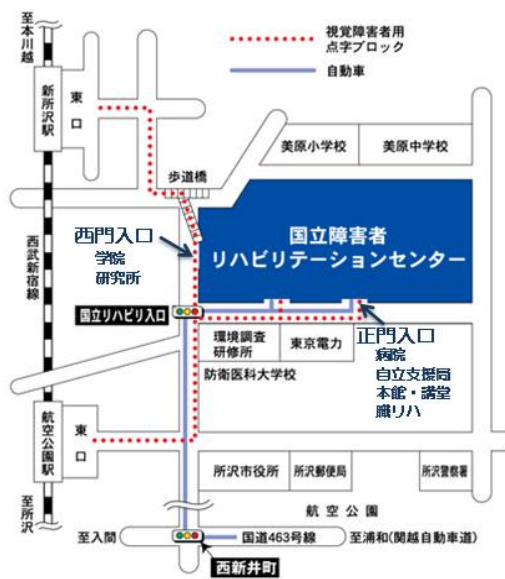 至本川越
視覚障害者用
点字ブロック
自動車
新所沢駅
東口
美原小学校
美原中学校
歩道橋
西門入口
学院
研究所
国立障害者
リハビリテーションセンター
西武新宿線
国立リハビリ入口
環境調査
研修所
東京電力
正門入口
病院
自立支援局
本館・講堂
職リハ
防衛医科大学校
航空公園駅
東口
所沢市役所
所沢郵便局
所沢警察署
至所沢
航空公園
至入間
国道463号線
至浦和(関越自動車道)
西新井町